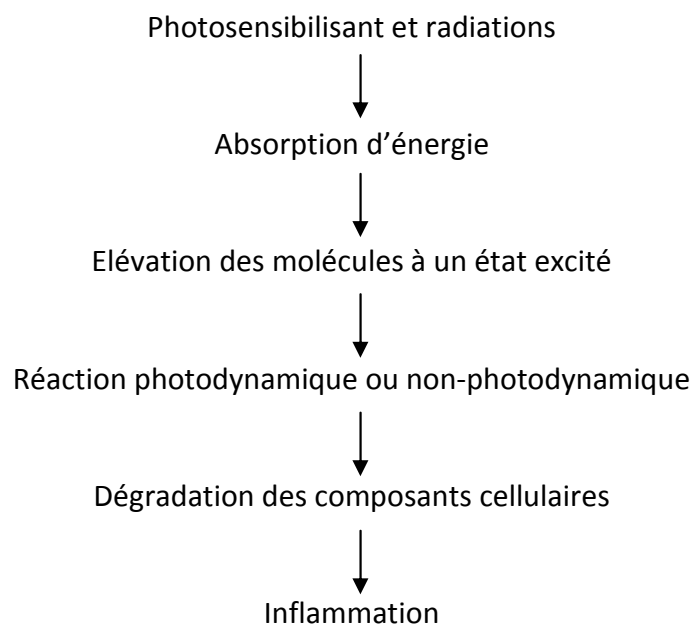 Photosensibilisant et radiations
Absorption d’énergie
Elévation des molécules à un état excité
Réaction photodynamique ou non-photodynamique
Dégradation des composants cellulaires
Inflammation